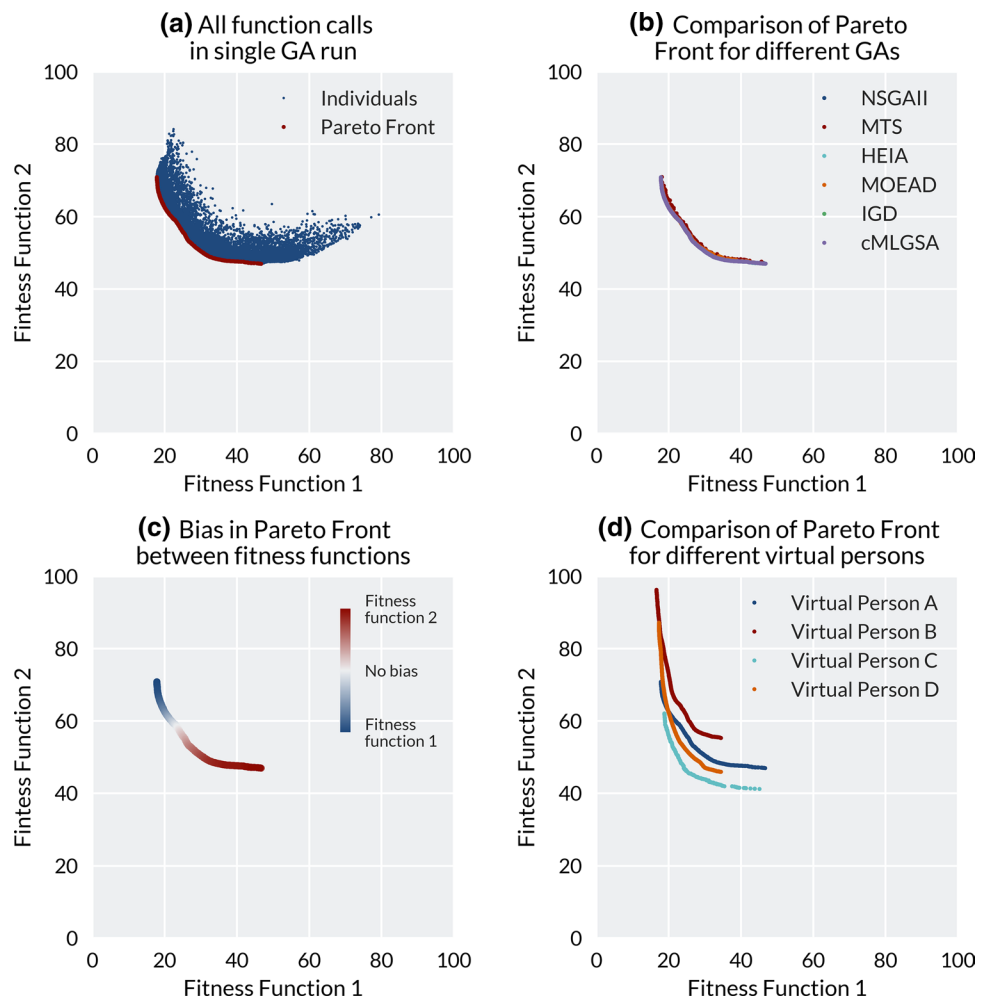 (a) All function calls
in single GA run
100
80
60
40
20
0
Fintess Function 2
Individuals
Pareto Front
0 20 40 60 80 100
Fitness Function 1
(b) Comparison of Pareto
Front for different GAs
100
80
60
40
20
0
Fintess Function 2
NSGAII
MTS
HEIA
MOEAD
IGD
cMLGSA
0 20 40 60 80 100
Fitness Function 1
(c) Bias in Pareto Front
between fitness functions
100
80
60
40
20
0
Fintess Function 2
Fitness
function 2
No bias
Fitness
function 1
0 20 40 60 80 100
Fitness Function 1
(d) Comparison of Pareto Front
for different virtual persons
100
80
60
40
20
0
Fintess Function 2
Virtual Person A
Virtual Person B
Virtual Person C
Virtual Person D
0 20 40 60 80 100
Fitness Function 1